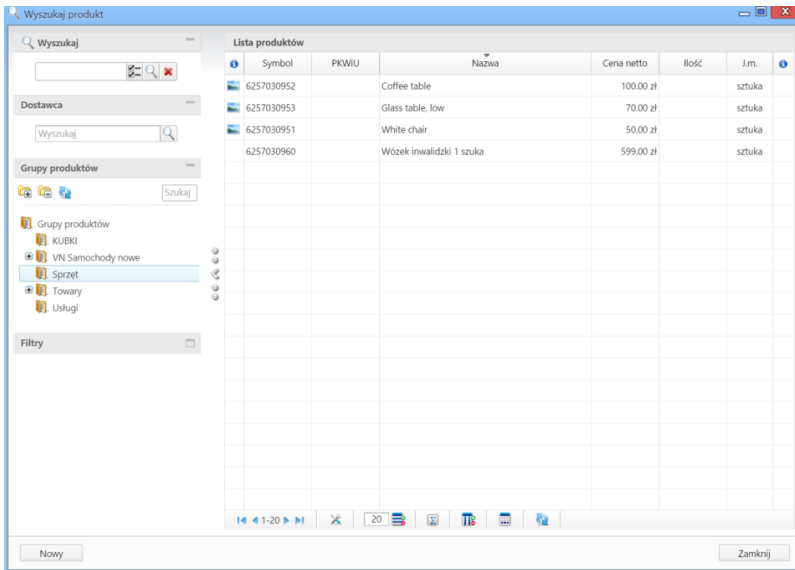 Wyszukaj produkt
Wyszukaj
Dostawca
Wyszukaj
Grupy produktów
Szukaj
Grupy produktów
KUBKI
VN Samochody nowe
Sprzęt
Towary
Usługi
Filtry
Lista produktów
Symbol PKWiU Nazwa Cena netto Ilość J.m.
6257030952 Coffee table 100.00 zł sztuka
6257030953 Glass table, low 70.00 zł sztuka
6257030951 White chair 50.00 zł sztuka
6257030960 Wózek inwalidzki 1 szuka 599.00 zł sztuka
1-20 20
Nowy Zamknij